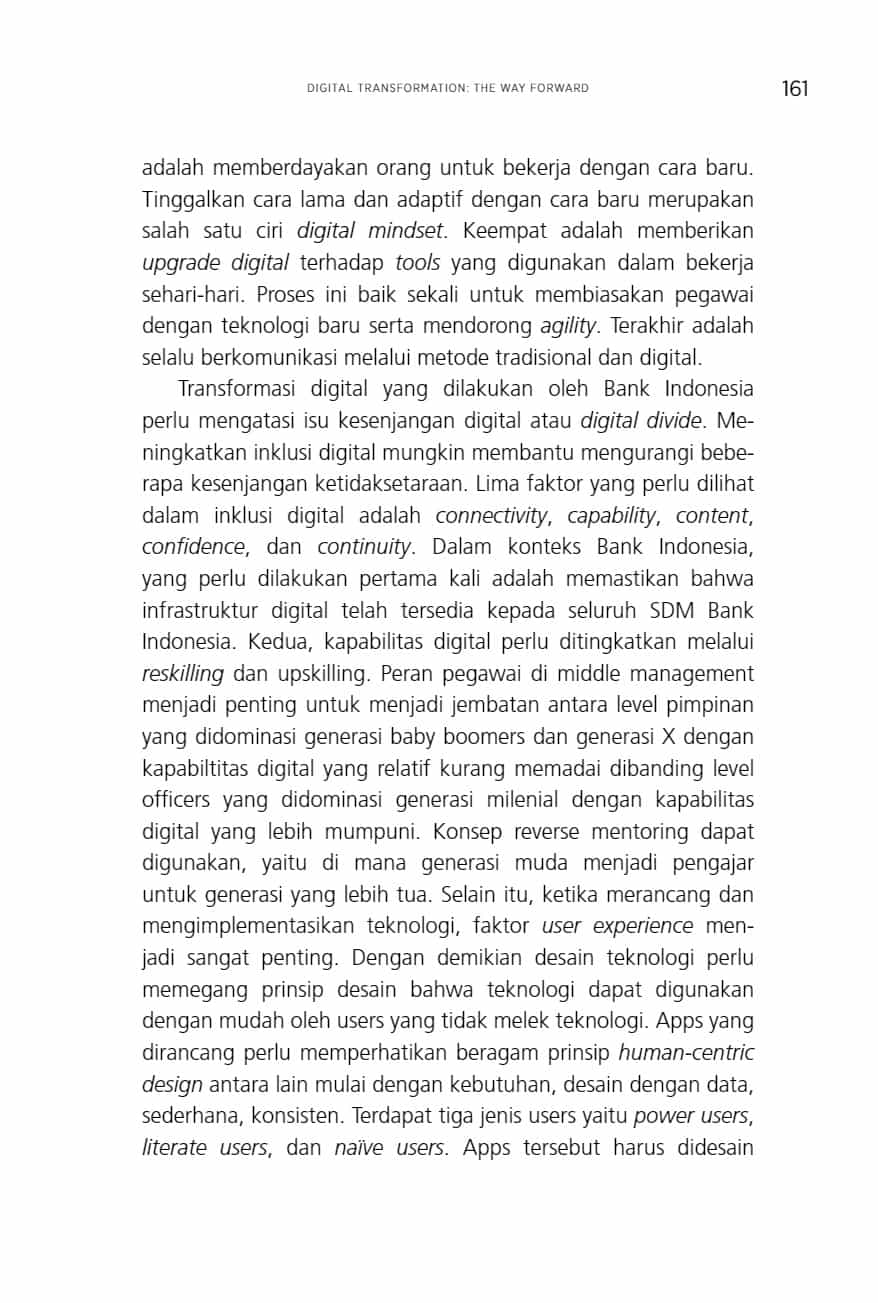 DIGITAL TRANSFORMATION: THE WAY FORWARD
161
adalah memberdayakan orang untuk bekerja dengan cara baru.
Tinggalkan cara lama dan adaptif dengan cara baru merupakan
salah satu ciri digital mindset. Keempat adalah memberikan
upgrade digital terhadap tools yang digunakan dalam bekerja
sehari-hari. Proses ini baik sekali untuk membiasakan pegawai
dengan teknologi baru serta mendorong agility. Terakhir adalah
selalu berkomunikasi melalui metode tradisional dan digital.
Transformasi digital yang dilakukan oleh Bank Indonesia
perlu mengatasi isu kesenjangan digital atau digital divide. Me-
ningkatkan inklusi digital mungkin membantu mengurangi bebe-
rapa kesenjangan ketidaksetaraan. Lima faktor yang perlu dilihat
dalam inklusi digital adalah connectivity, capability, content,
confidence, dan continuity. Dalam konteks Bank Indonesia,
yang perlu dilakukan pertama kali adalah memastikan bahwa
infrastruktur digital telah tersedia kepada seluruh SDM Bank
Indonesia. Kedua, kapabilitas digital perlu ditingkatkan melalui
reskilling dan upskilling. Peran pegawai di middle management
menjadi penting untuk menjadi jembatan antara level pimpinan
yang didominasi generasi baby boomers dan generasi X dengan
kapabiltitas digital yang relatif kurang memadai dibanding level
officers yang didominasi generasi milenial dengan kapabilitas
digital yang lebih mumpuni. Konsep reverse mentoring dapat
digunakan, yaitu di mana generasi muda menjadi pengajar
untuk generasi yang lebih tua. Selain itu, ketika merancang dan
mengimplementasikan teknologi, faktor user experience men-
jadi sangat penting. Dengan demikian desain teknologi perlu
memegang prinsip desain bahwa teknologi dapat digunakan
dengan mudah oleh users yang tidak melek teknologi. Apps yang
dirancang perlu memperhatikan beragam prinsip human-centric
design antara lain mulai dengan kebutuhan, desain dengan data,
sederhana, konsisten. Terdapat tiga jenis users yaitu power users,
literate users, dan naïve users. Apps tersebut harus didesain